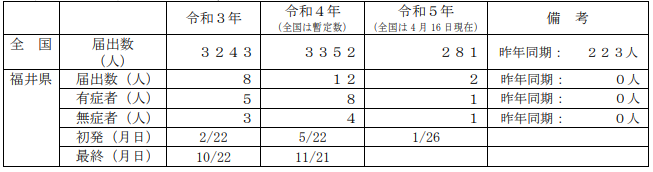 令和３年 令和４年 令和５年 備　考
(全国は暫定数) (全国は４月16日現在)
全　国 届出数 ３２４３ ３３５２ ２８１ 昨年同期：　２２３人
(人)
福井県 届出数（人） ８ １２ ２ 昨年同期：　０人
有症者（人） ５ ８ １ 昨年同期：　０人
無症者（人） ３ ４ １ 昨年同期：　０人
初発（月日） 2/22 5/22 1/26
最終（月日） 10/22 11/21